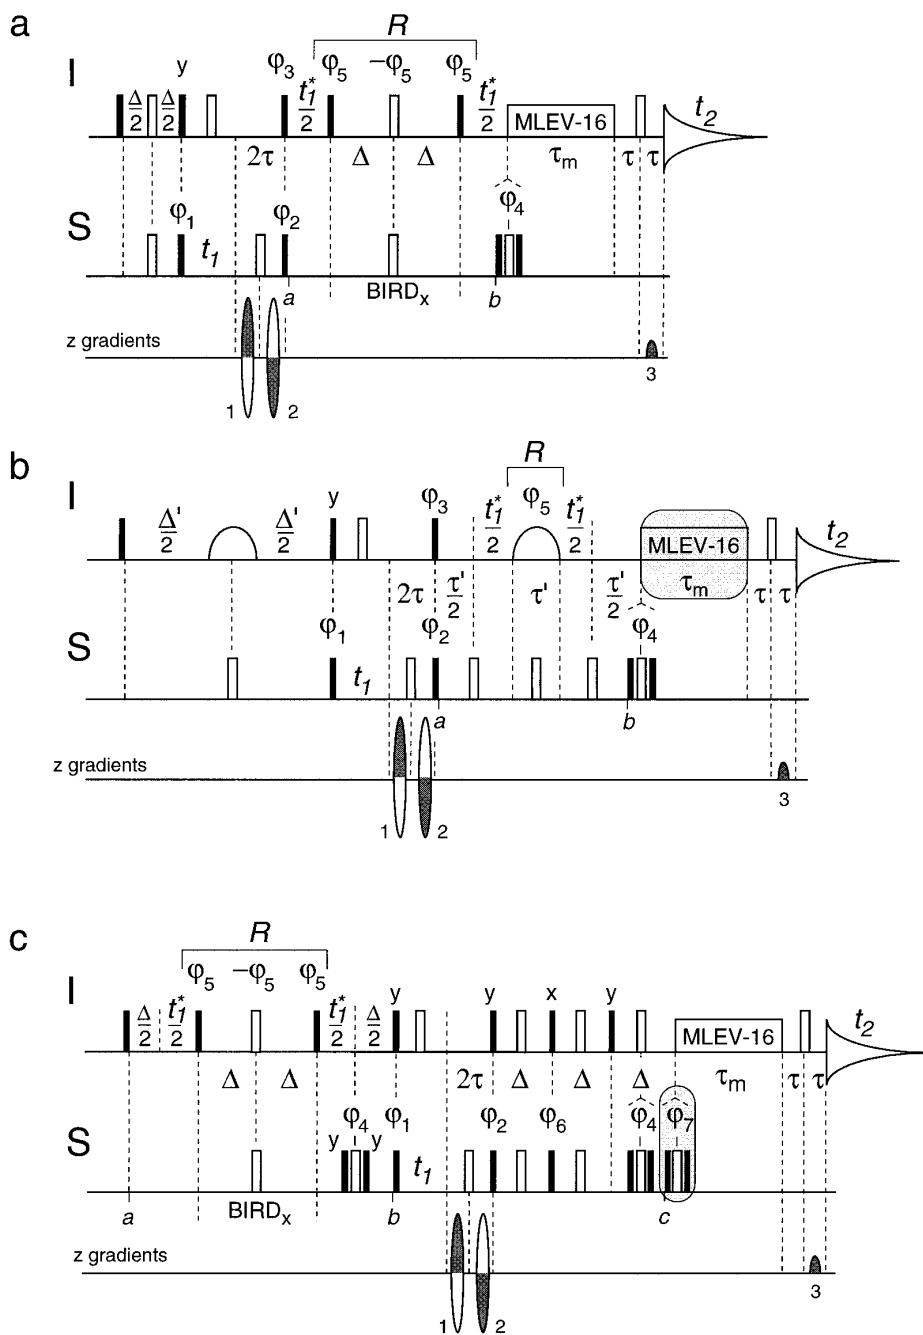 a
R
I
y φ3 φ5 −φ5 φ5
Δ/2 Δ/2 t1*/2 t1*/2 MLEV-16 t2
2τ Δ Δ τm τ τ
S
φ1 φ2 φ4
t1
a BIRDx b
z gradients
1 2 3
b
R
I
y φ3 φ5
Δ'/2 Δ'/2 t1*/2 t1*/2 MLEV-16 t2
2τ τ'/2 τ' τ'/2 τm τ τ
S
φ1 φ2 φ4
t1
a b
z gradients
1 2 3
c
R
I
φ5 −φ5 φ5 y y x y
Δ/2 t1*/2 t1*/2 Δ/2 MLEV-16 t2
Δ Δ 2τ Δ Δ Δ τm τ τ
S
φ4 φ1 φ2 φ6 φ4 φ7
y y t1
a BIRDx b c
z gradients
1 2 3